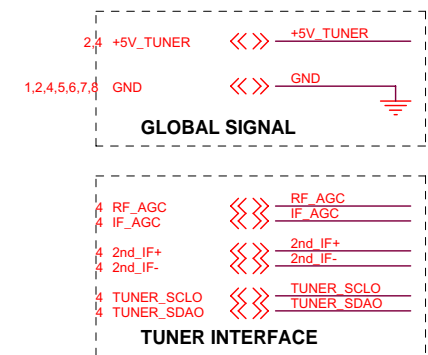 2,4 +5V_TUNER +5V_TUNER
1,2,4,5,6,7,8 GND GND
GLOBAL SIGNAL
4 RF_AGC RF_AGC
4 IF_AGC IF_AGC
4 2nd_IF+ 2nd_IF+
4 2nd_IF- 2nd_IF-
4 TUNER_SCLO TUNER_SCLO
4 TUNER_SDAO TUNER_SDAO
TUNER INTERFACE